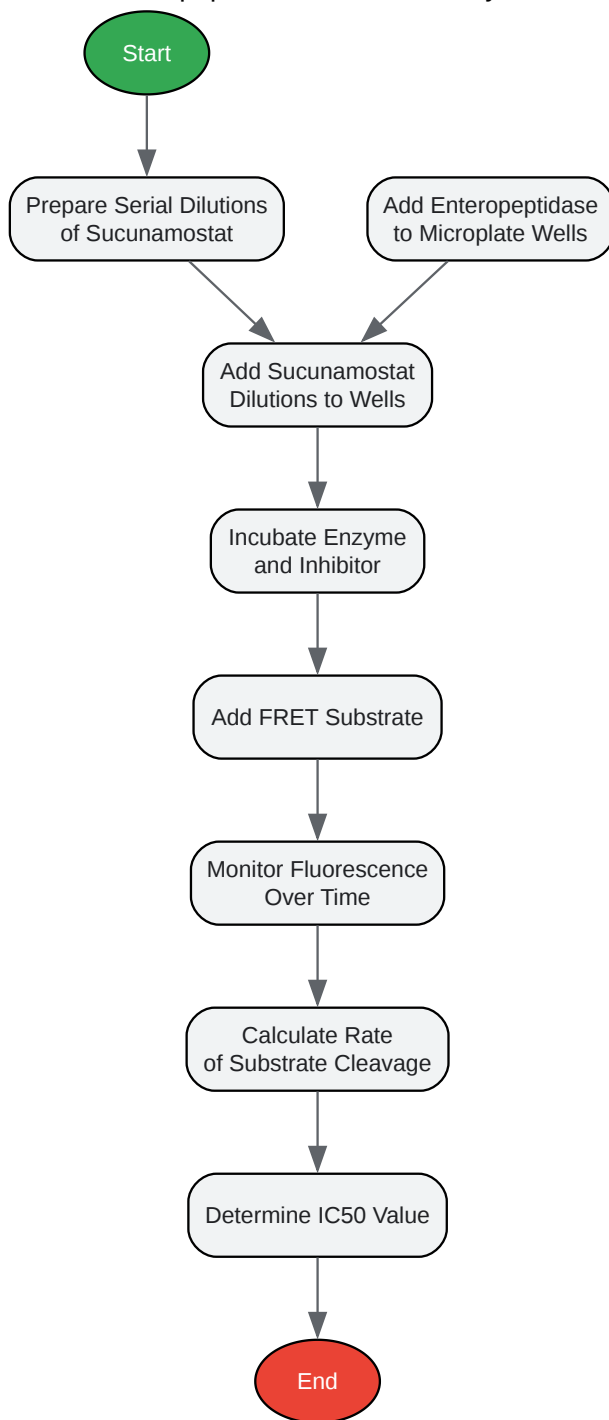 Start
Prepare Serial Dilutions
of Sucunamostat
Add Enteropeptidase
to Microplate Wells
Add Sucunamostat
Dilutions to Wells
Incubate Enzyme
and Inhibitor
Add FRET Substrate
Monitor Fluorescence
Over Time
Calculate Rate
of Substrate Cleavage
Determine IC50 Value
End